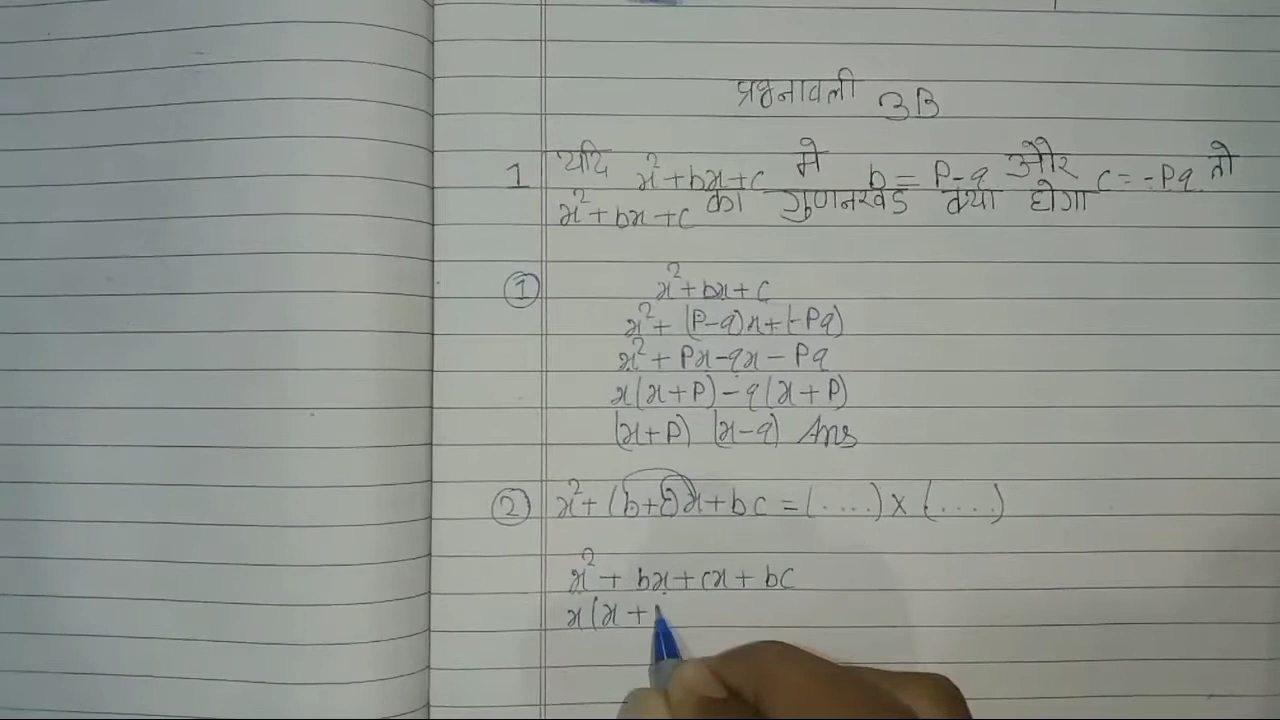 प्रश्नावली 3B
1 यदि x²+bx+c में b = P-q और c = -Pq तो
x²+bx+c का गुणनखंड क्या होगा
① x²+bx+c
x²+(P-q)x+(-Pq)
x²+Px-qx-Pq
x(x+P)-q(x+P)
(x+P) (x-q) Ans
② x²+(b+c)x+bc=(....)×(....)
x²+bx+cx+bc
x(x+